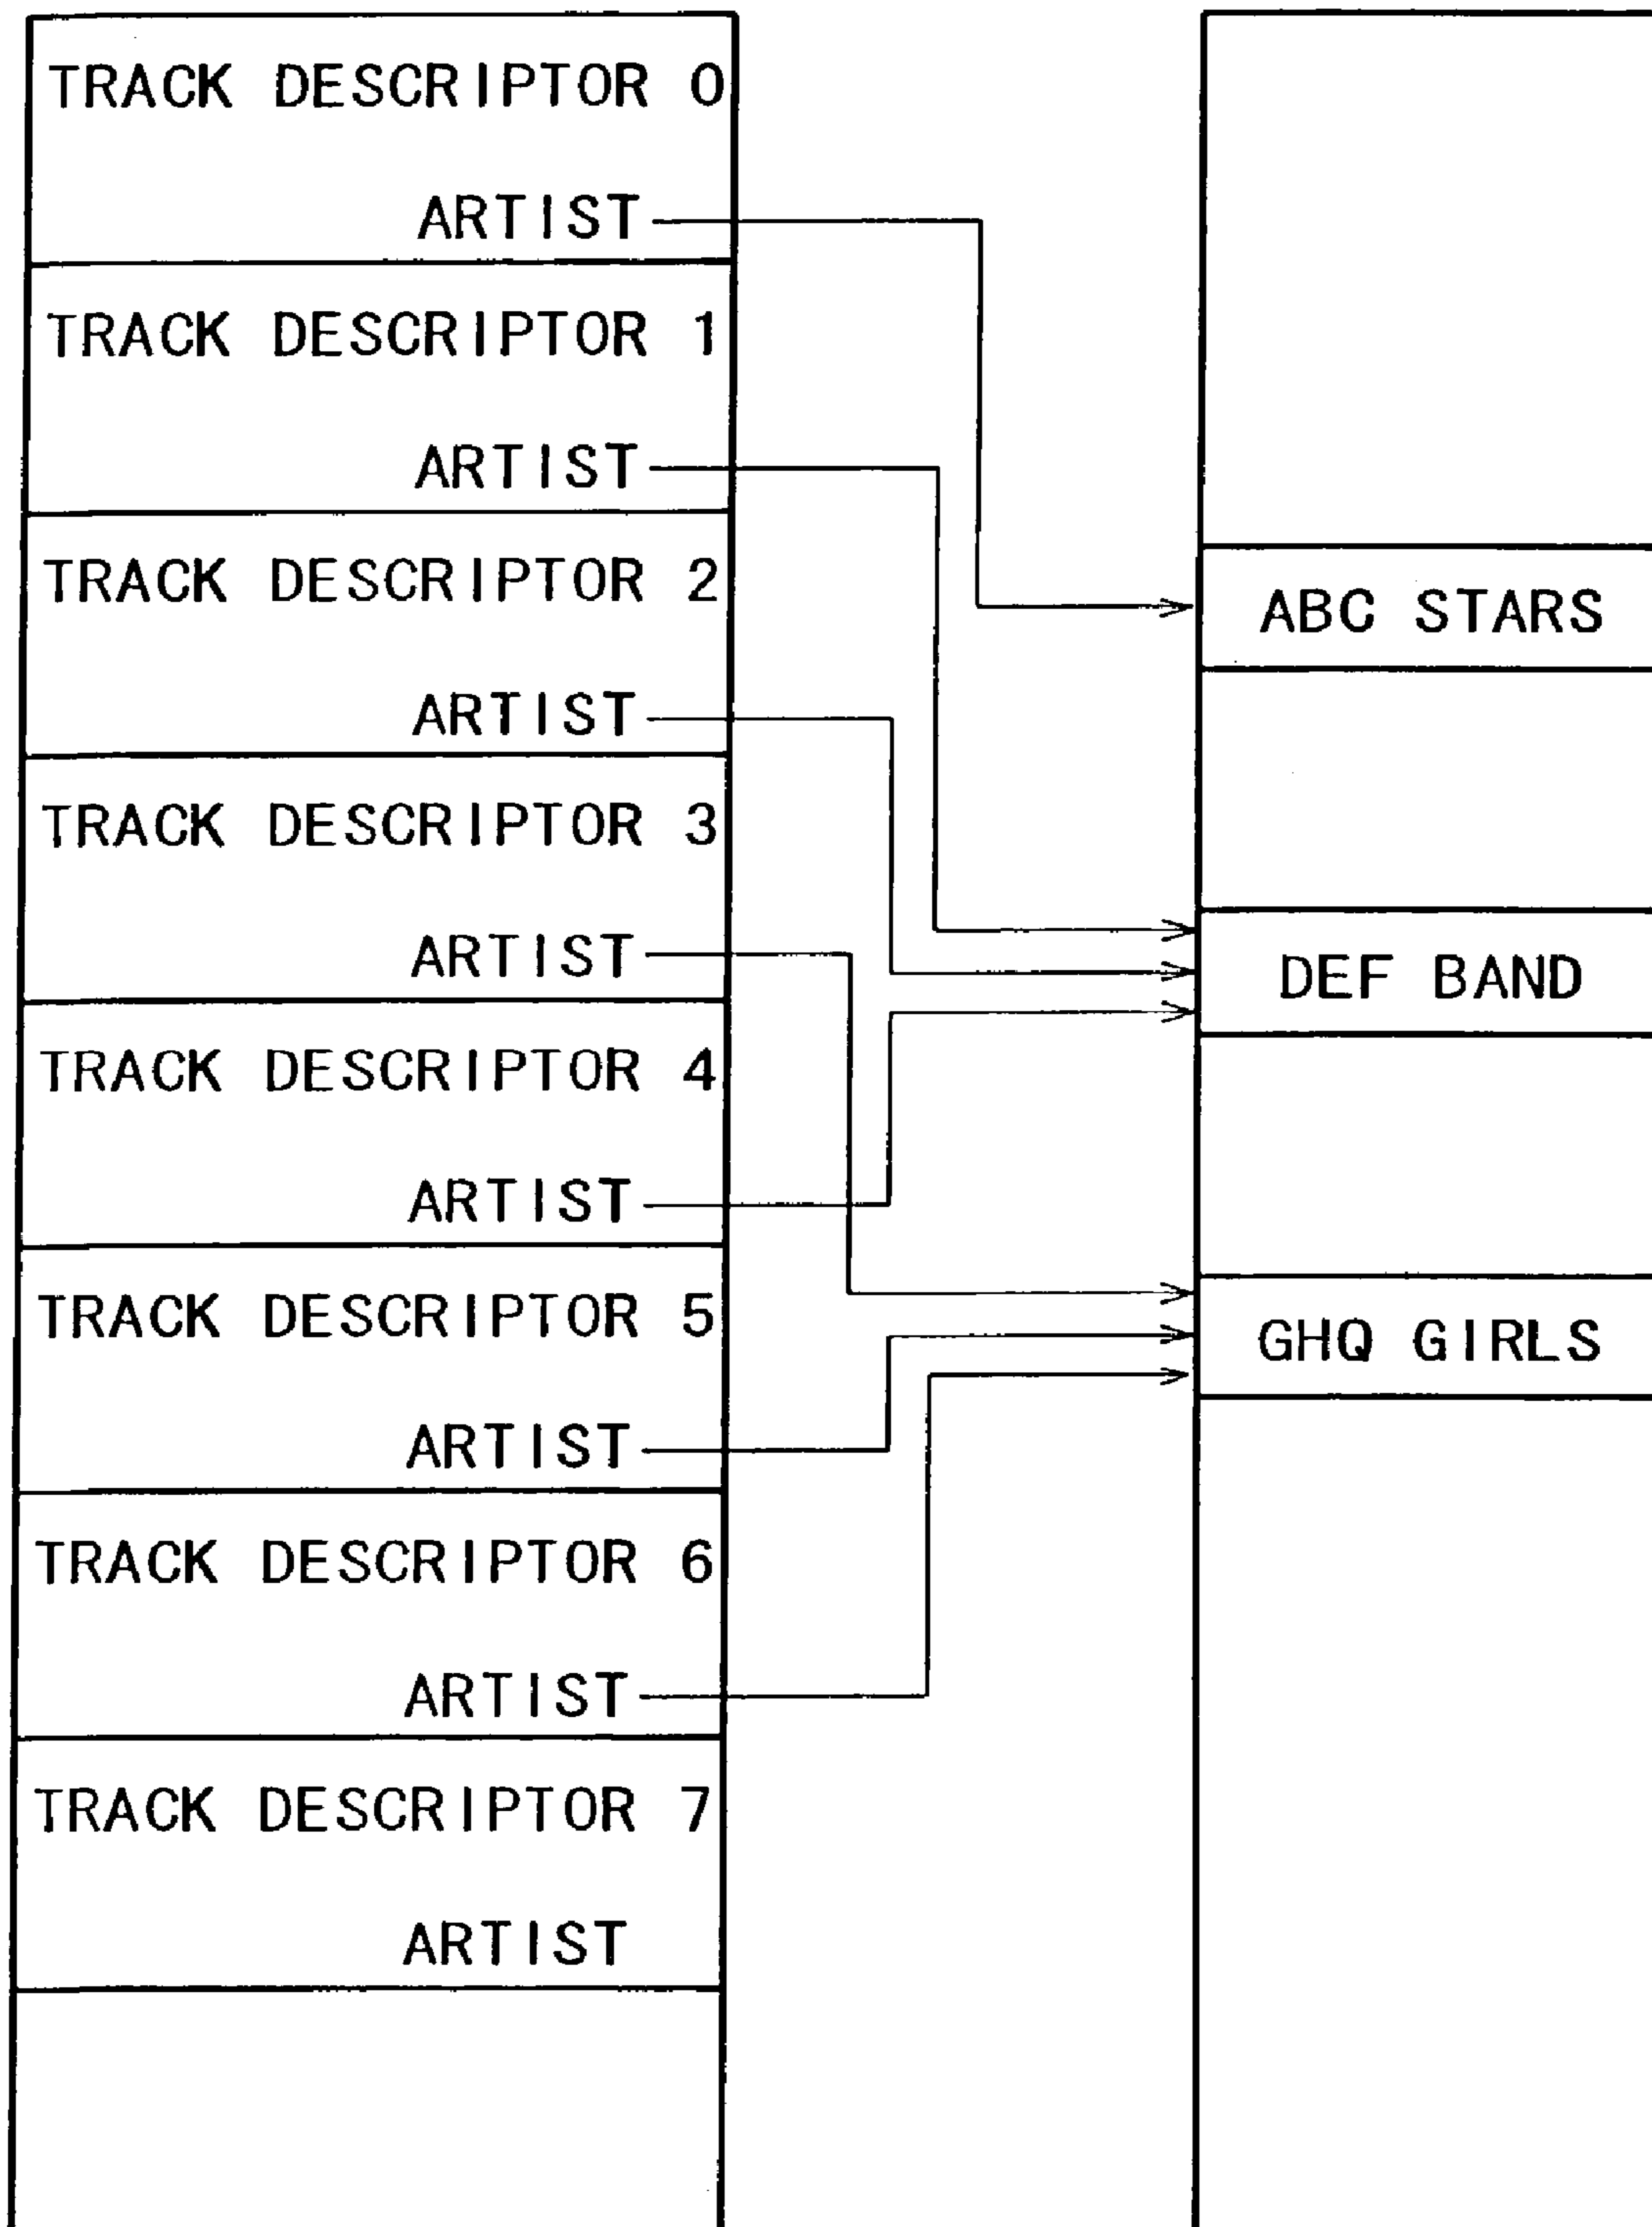 TRACK DESCRIPTOR 0
ARTIST
TRACK DESCRIPTOR 1
ARTIST
TRACK DESCRIPTOR 2
ARTIST
TRACK DESCRIPTOR 3
ARTIST
TRACK DESCRIPTOR 4
ARTIST
TRACK DESCRIPTOR 5
ARTIST
TRACK DESCRIPTOR 6
ARTIST
TRACK DESCRIPTOR 7
ARTIST
ABC STARS
DEF BAND
GHQ GIRLS